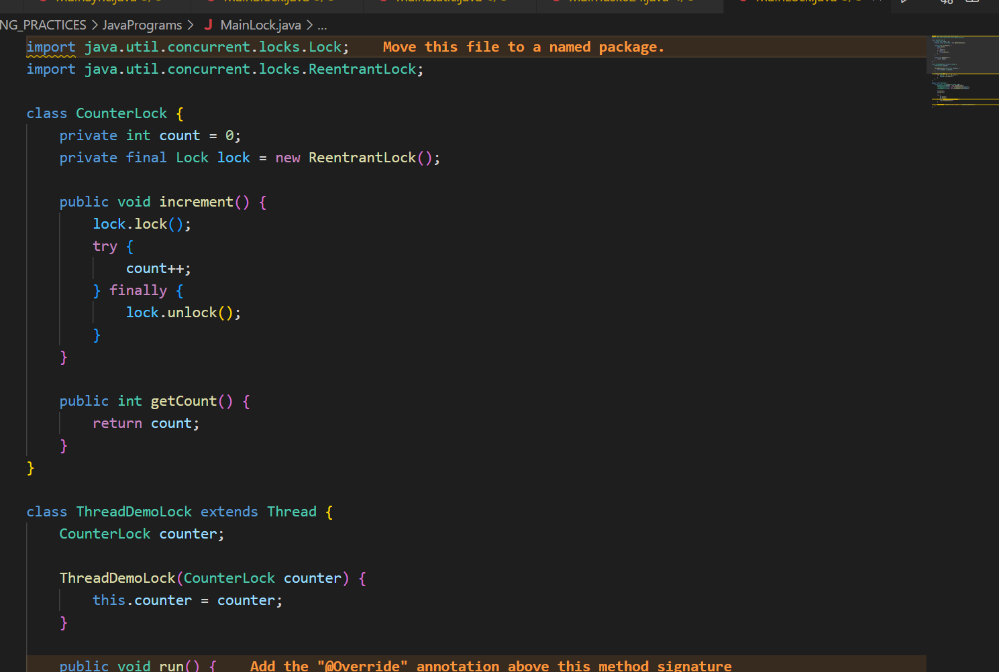 NG_PRACTICES > JavaPrograms > J MainLock.java > ...
import java.util.concurrent.locks.Lock; Move this file to a named package.
import java.util.concurrent.locks.ReentrantLock;
class CounterLock {
private int count = 0;
private final Lock lock = new ReentrantLock();
public void increment() {
lock.lock();
try {
count++;
} finally {
lock.unlock();
}
}
public int getCount() {
return count;
}
}
class ThreadDemoLock extends Thread {
CounterLock counter;
ThreadDemoLock(CounterLock counter) {
this.counter = counter;
}
public void run() { Add the "@Override" annotation above this method signature